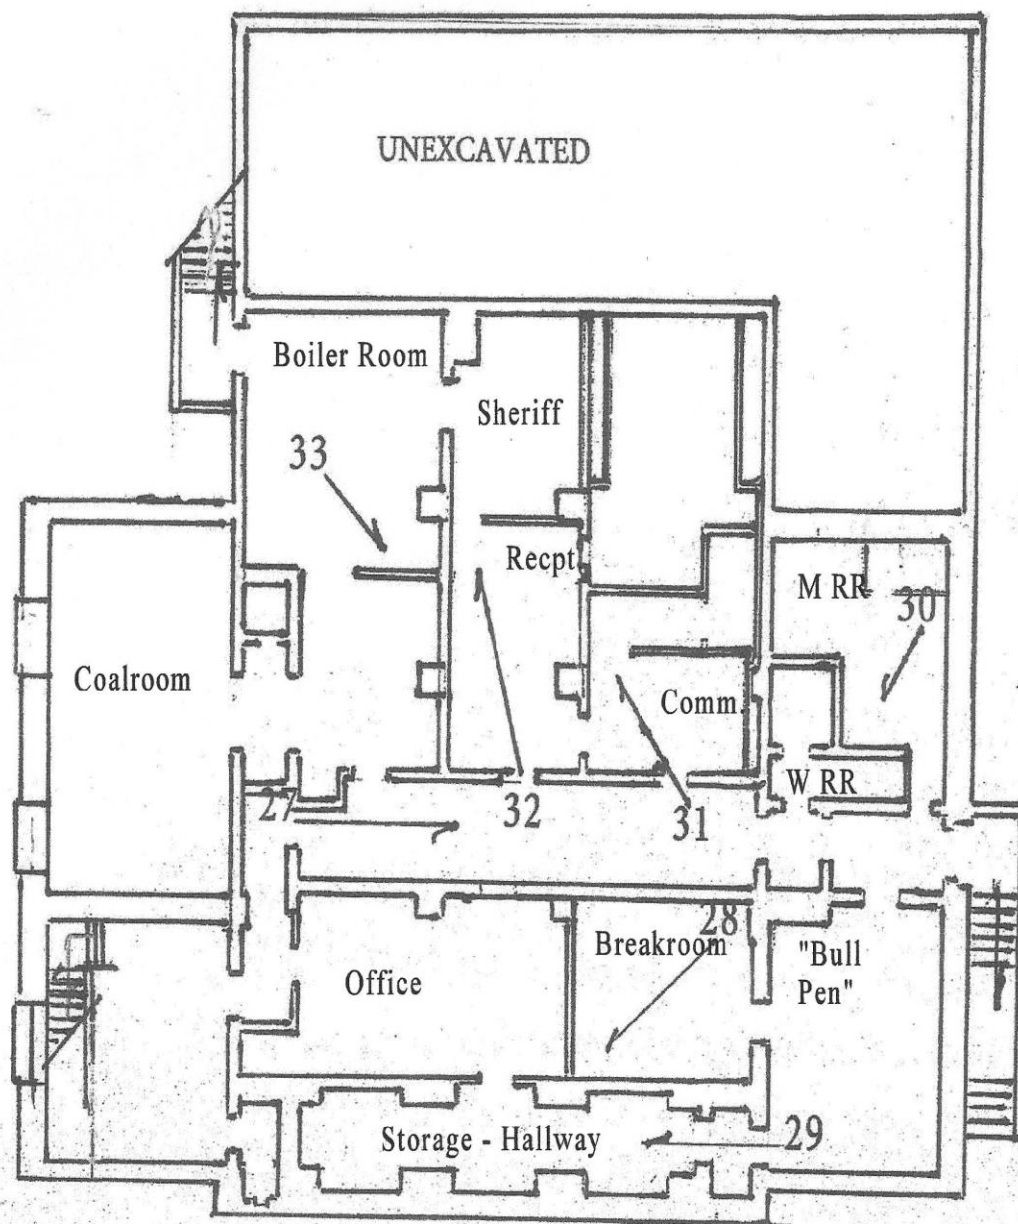 UNEXCAVATED
Boiler Room
Sheriff
33
Recpt.
M RR
30
Coalroom
Comm.
W RR
27
32
31
28
Breakroom
"Bull
Pen"
Office
Storage - Hallway
29